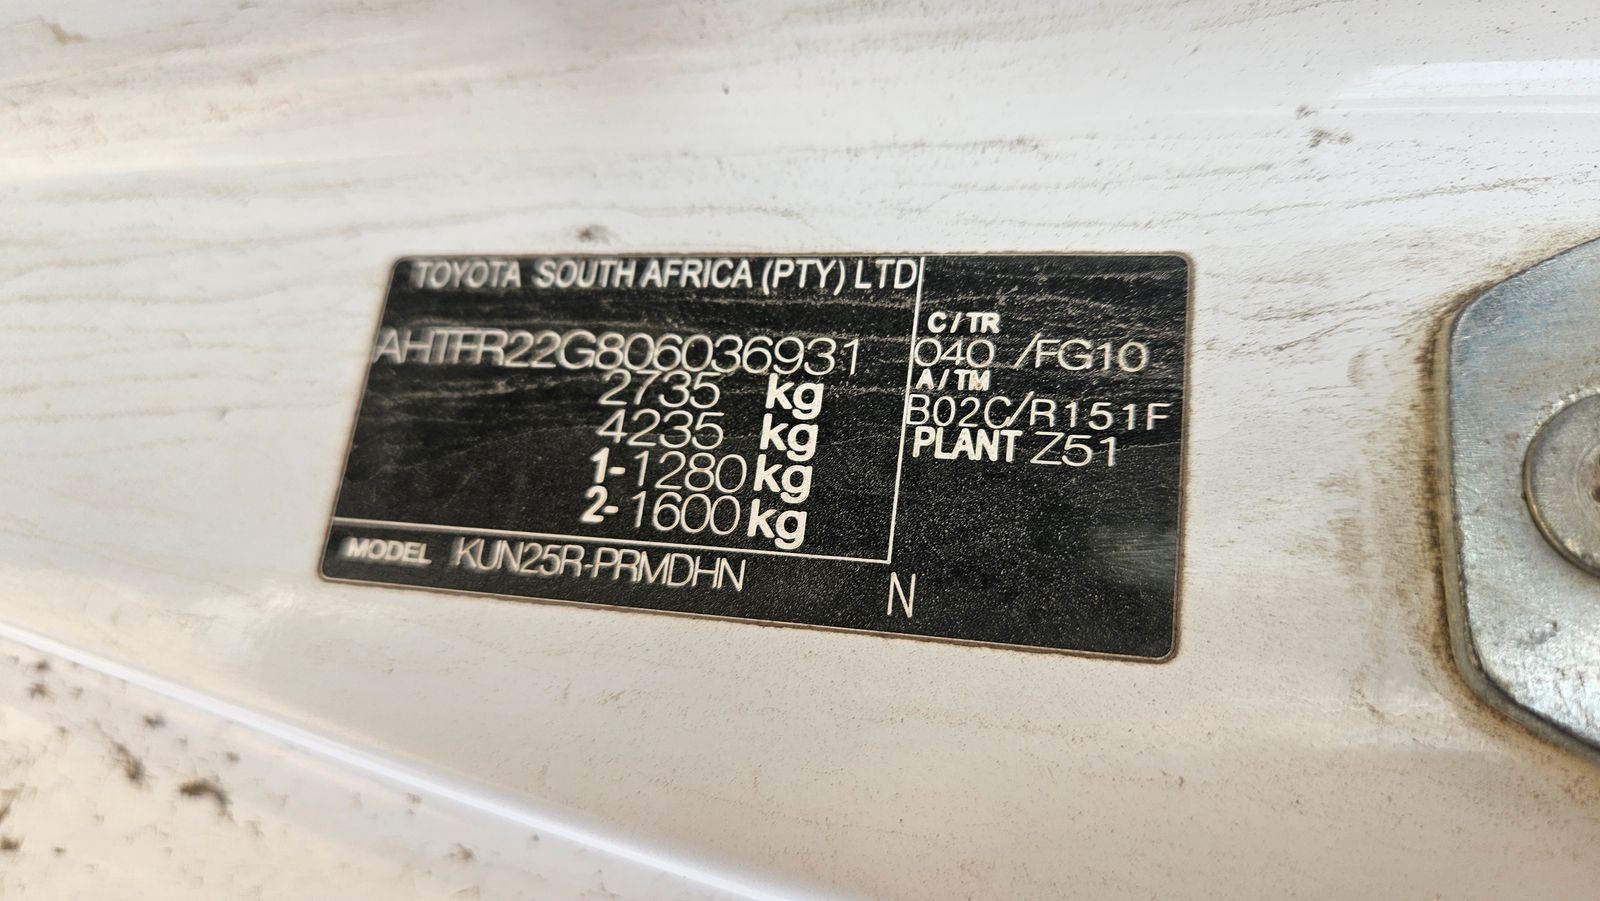 TOYOTA SOUTH AFRICA (PTY) LTD
AHTFR22G806036931
2735 kg
4235 kg
1-1280 kg
2-1600 kg
MODEL KUN25R-PRMDHN
C/TR
040 /FG10
A/TM
B02C/R151F
PLANT Z51
N